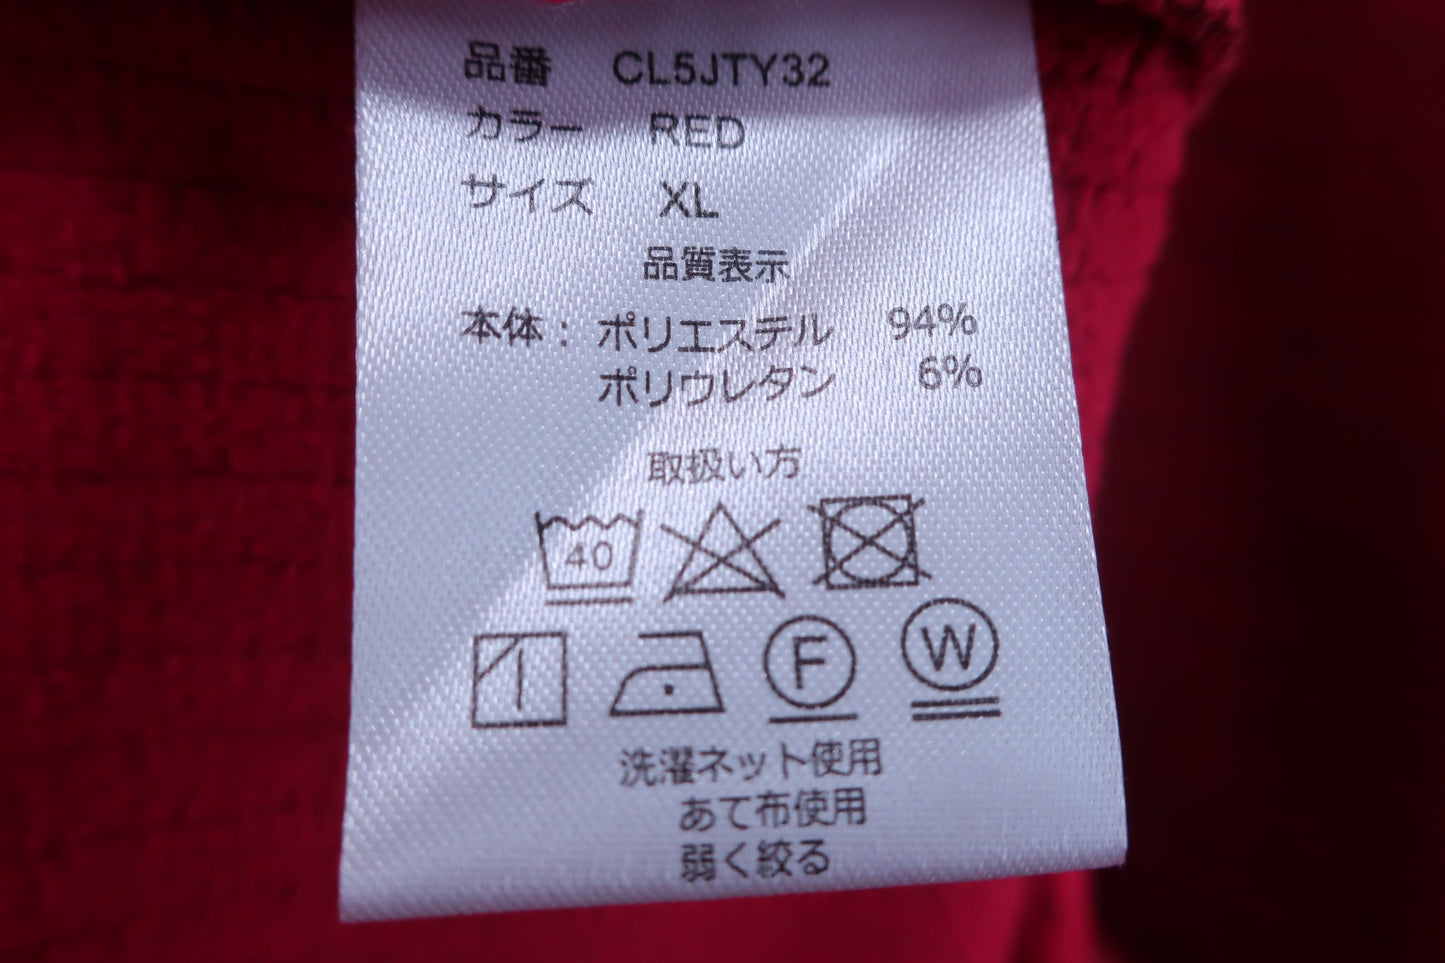 品番 CL5JTY32
カラー RED
サイズ XL
品質表示
本体： ポリエステル 94%
ポリウレタン 6%
取扱い方
40
F W
洗濯ネット使用
あて布使用
弱く絞る